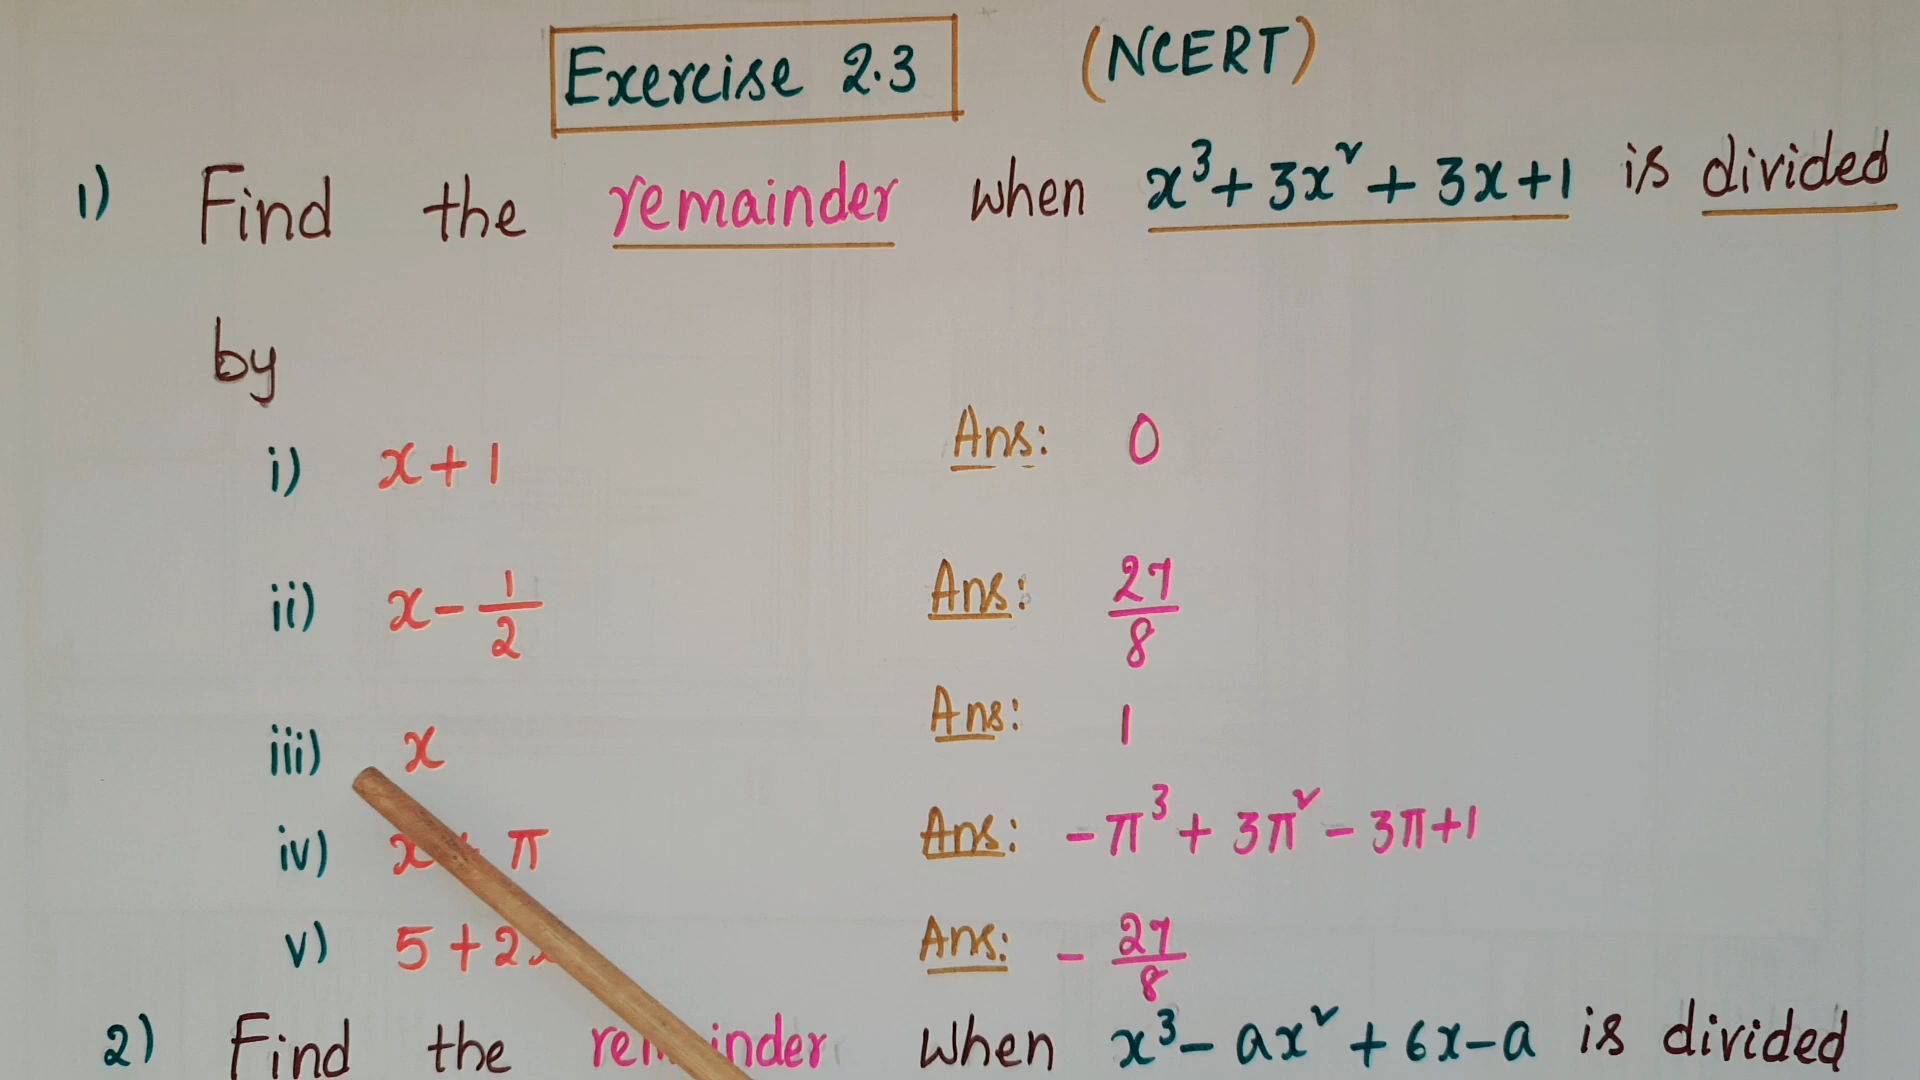 Exercise 2.3 (NCERT)
1) Find the remainder when x³ + 3x² + 3x + 1 is divided
by
i) x + 1 Ans: 0
ii) x - 1/2 Ans: 27/8
iii) x Ans: 1
iv) x + π Ans: -π³ + 3π² - 3π + 1
v) 5 + 2x Ans: - 27/8
2) Find the remainder when x³ - ax² + 6x - a is divided